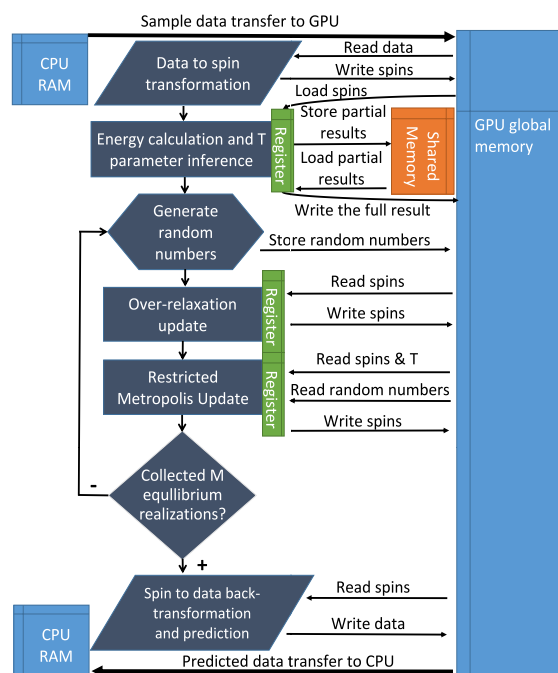 Sample data transfer to GPU
CPU
RAM
Data to spin
transformation
Read data
Write spins
Load spins
GPU global
memory
Energy calculation and T
parameter inference
Register
Store partial
results
Load partial
results
Shared
Memory
Write the full result
Generate
random
numbers
Store random numbers
Over-relaxation
update
Register
Read spins
Write spins
Restricted
Metropolis Update
Register
Read spins & T
Read random numbers
Write spins
Collected M
equllibrium
realizations?
-
+
Spin to data back-
transformation
and prediction
Read spins
Write data
CPU
RAM
Predicted data transfer to CPU